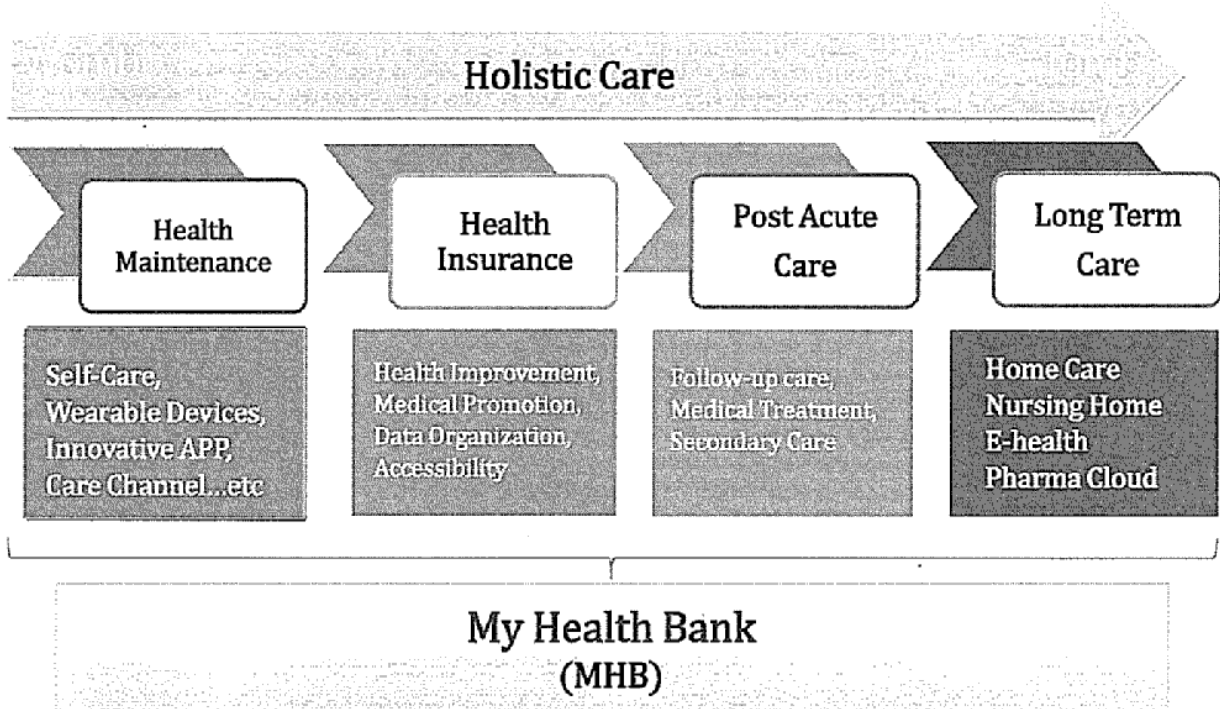 Holistic Care
Health
Maintenance
Health
Insurance
Post Acute
Care
Long Term
Care
Self-Care,
Wearable Devices,
Innovative APP,
Care Channel...etc
Health Improvement,
Medical Promotion,
Data Organization,
Accessibility
Follow-up care,
Medical Treatment,
Secondary Care
Home Care
Nursing Home
E-health
Pharma Cloud
My Health Bank
(MHB)